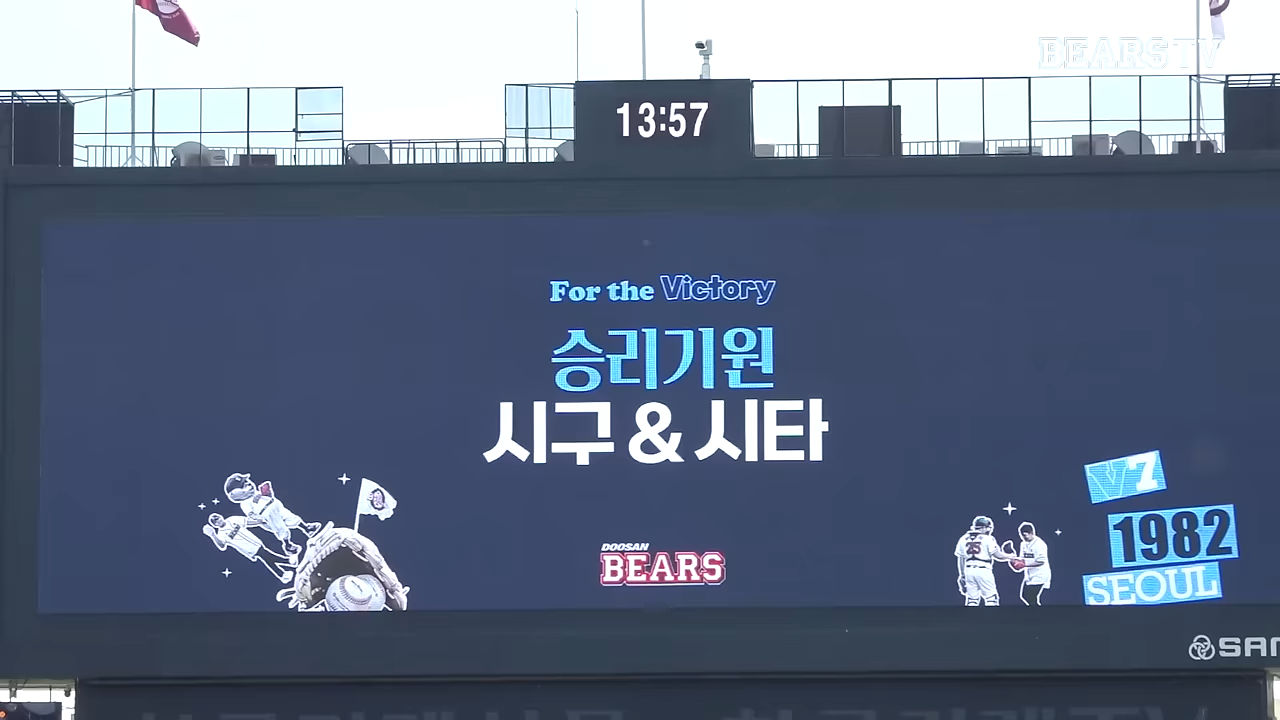 BEARS TV
13:57
For the Victory
승리기원
시구 & 시타
V7
1982
SEOUL
25
DOOSAN
BEARS
SAM